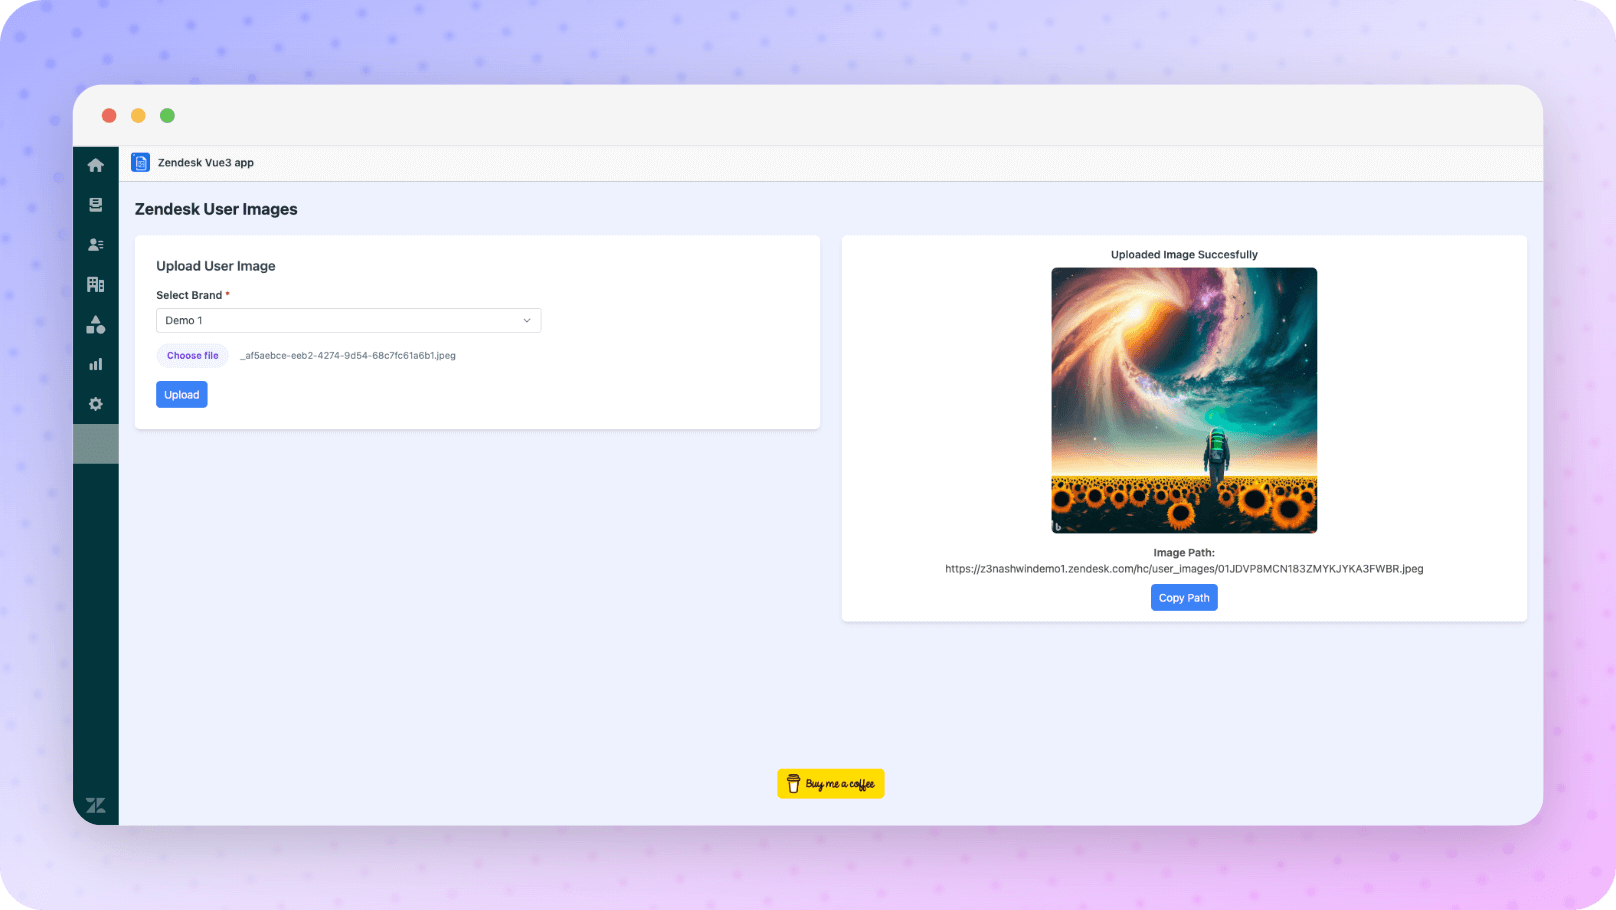 Zendesk Vue3 app
Zendesk User Images
Upload User Image
Select Brand *
Demo 1
Choose file _af5aebce-eeb2-4274-9d54-68c7fc61a6b1.jpeg
Upload
Uploaded Image Succesfully
b
Image Path:
https://z3nashwindemo1.zendesk.com/hc/user_images/01JDVP8MCN183ZMYKJYKA3FWBR.jpeg
Copy Path
Buy me a coffee